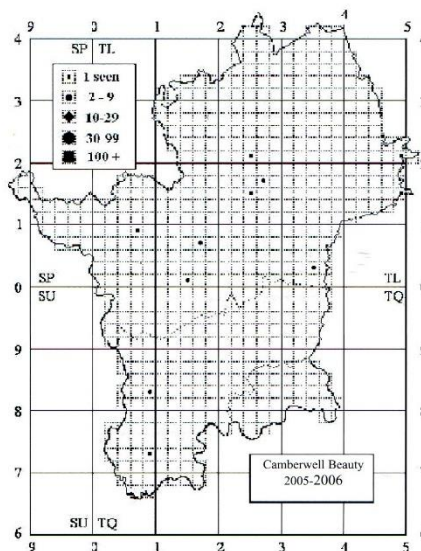 9 0 1 2 3 4 5
4 SP TL 4
1 seen
2 - 9
3 10-29
30-99
100 +
2
1 1
SP TL
0 SU TQ
9
8
7
Camberwell Beauty
2005-2006
6 SU TQ
9 0 1 2 3 4 5